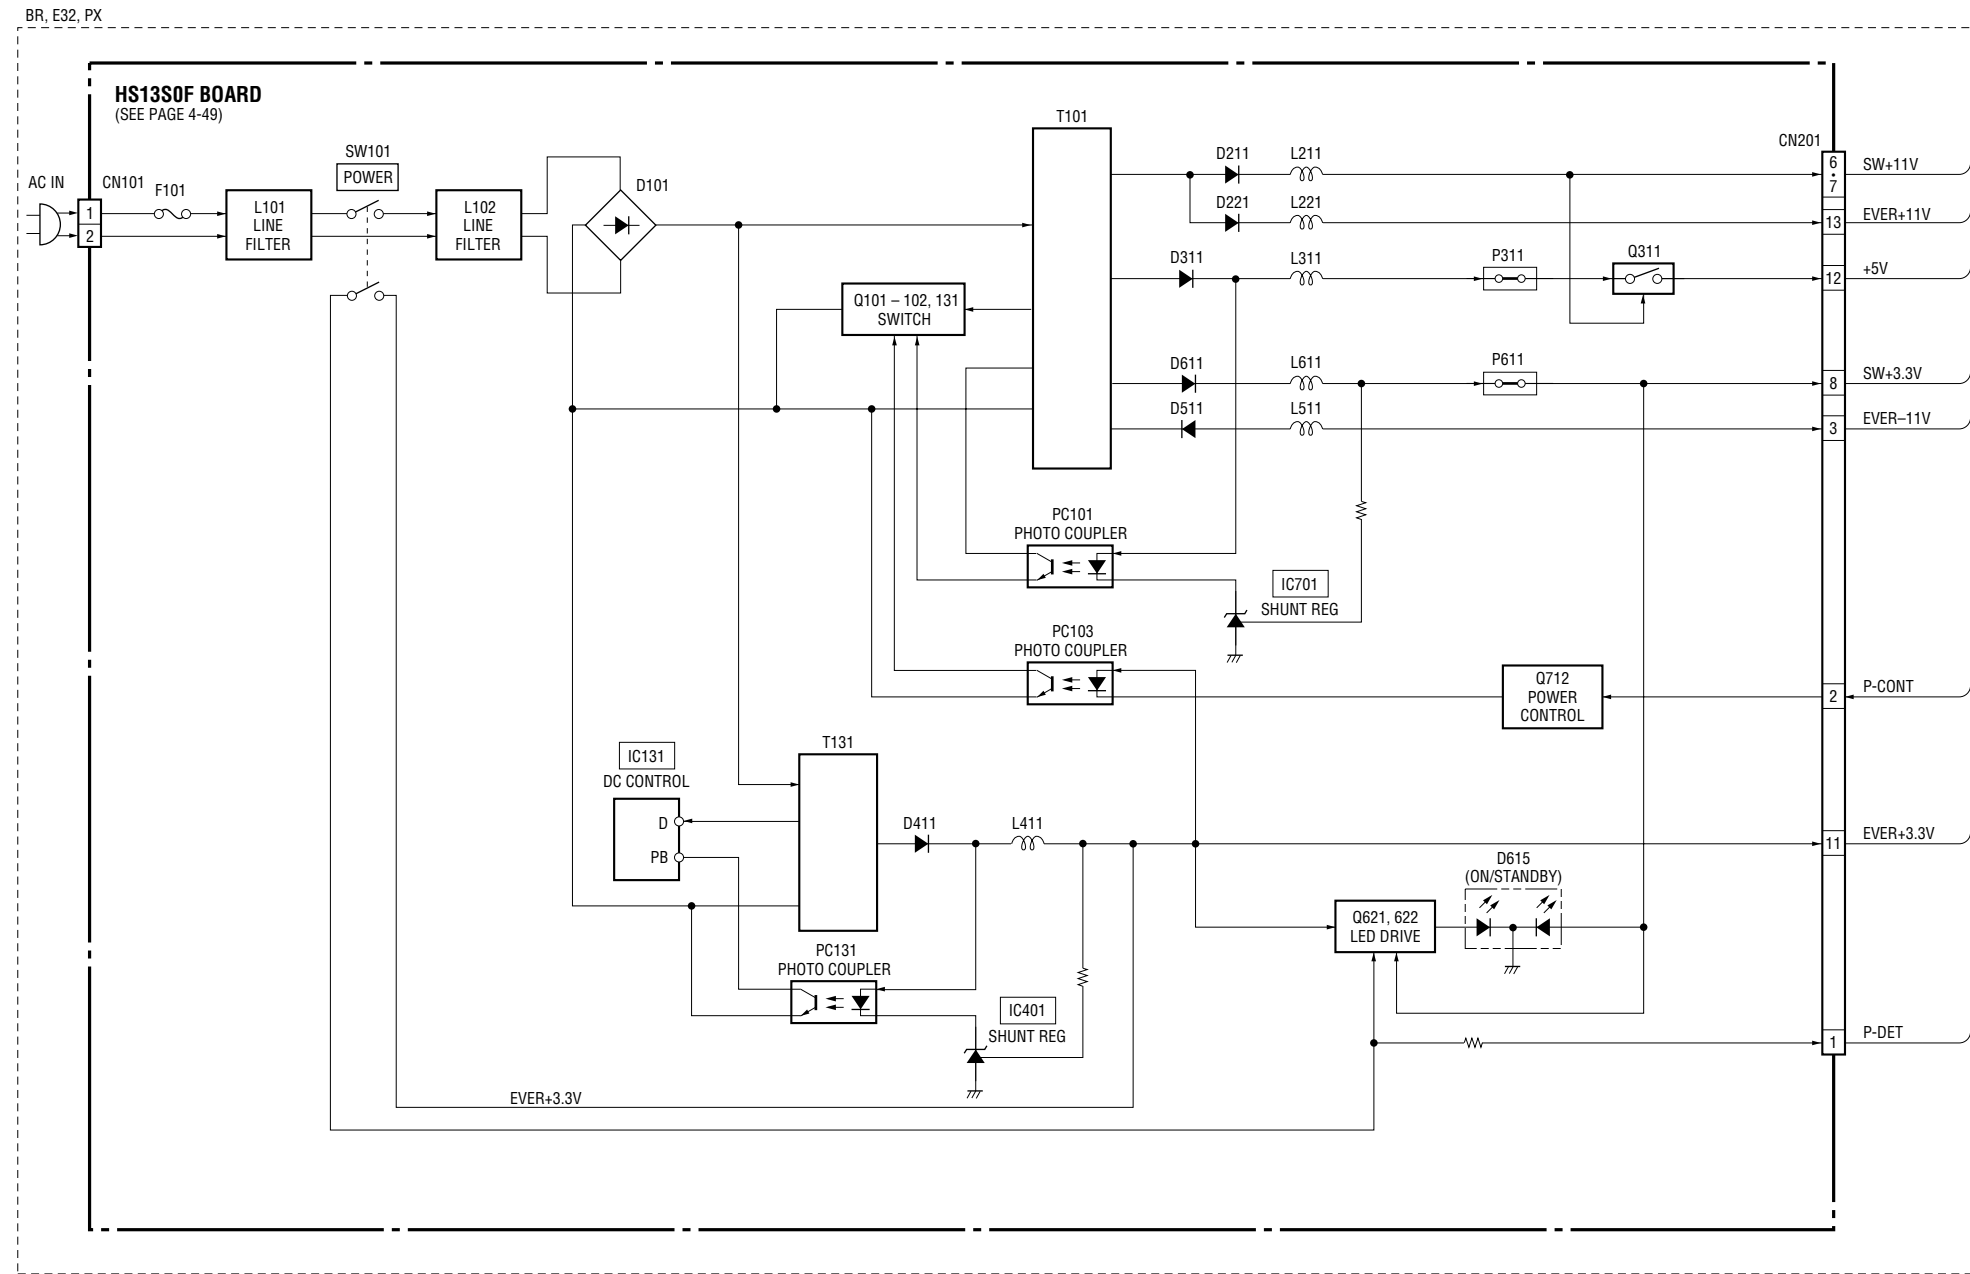 BR, E32, PX
HS13S0F BOARD
(SEE PAGE 4-49)
AC IN
CN101
1
2
F101
L101
LINE
FILTER
SW101
POWER
L102
LINE
FILTER
D101
T101
D211
L211
D221
L221
D311
L311
P311
Q311
D611
L611
P611
D511
L511
CN201
6
·
7
SW+11V
13
EVER+11V
12
+5V
8
SW+3.3V
3
EVER–11V
Q101 – 102, 131
SWITCH
PC101
PHOTO COUPLER
IC701
SHUNT REG
PC103
PHOTO COUPLER
Q712
POWER
CONTROL
2
P-CONT
IC131
DC CONTROL
D
PB
T131
D411
L411
11
EVER+3.3V
D615
(ON/STANDBY)
Q621, 622
LED DRIVE
PC131
PHOTO COUPLER
IC401
SHUNT REG
1
P-DET
EVER+3.3V